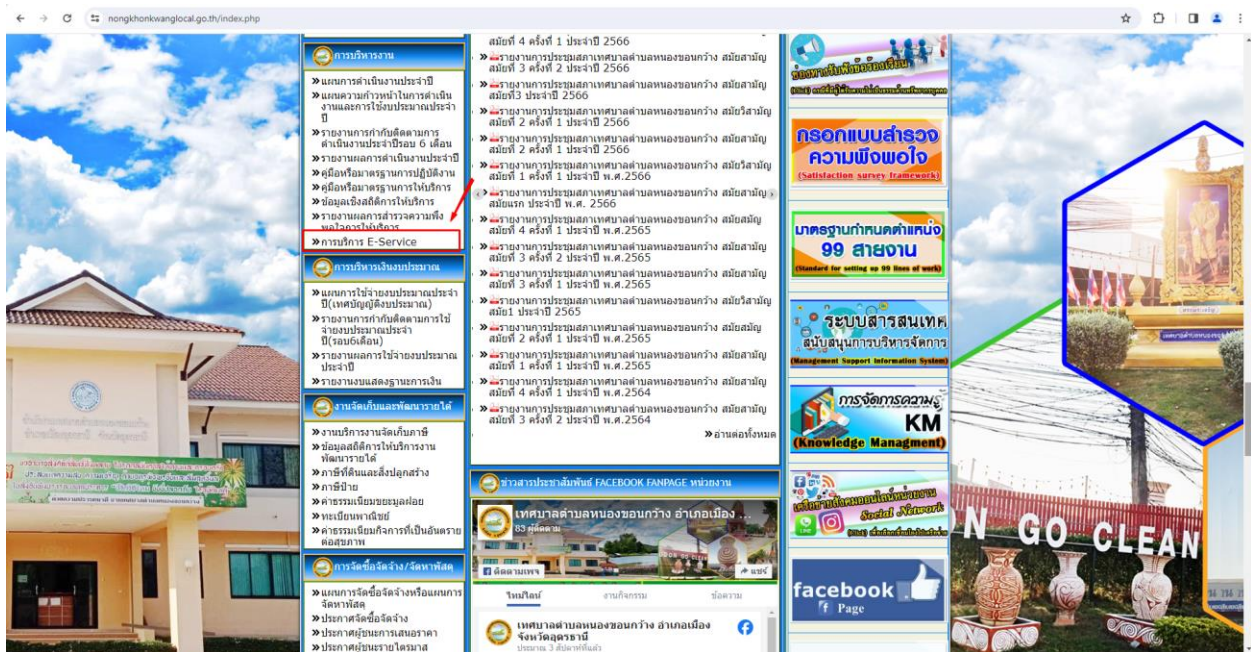 nongkhonkwanglocal.go.th/index.php
การบริหารงาน
»แผนการดำเนินงานประจำปี
»แผนความก้าวหน้าในการดำเนิน
งานและการใช้งบประมาณประจำ
ปี
»รายงานการกำกับติดตามการ
ดำเนินงานประจำปีรอบ 6 เดือน
»รายงานผลการดำเนินงานประจำปี
»คู่มือหรือมาตรฐานการปฏิบัติงาน
»คู่มือหรือมาตรฐานการให้บริการ
»ข้อมูลเชิงสถิติการให้บริการ
»รายงานผลการสำรวจความพึง
พอใจการให้บริการ
»การบริการ E-Service
การบริหารเงินงบประมาณ
»แผนการใช้จ่ายงบประมาณประจำ
ปี(เทศบัญญัติงบประมาณ)
»รายงานการกำกับติดตามการใช้
จ่ายงบประมาณประจำ
ปี(รอบ6เดือน)
»รายงานผลการใช้จ่ายงบประมาณ
ประจำปี
»รายงานงบแสดงฐานะการเงิน
งานจัดเก็บและพัฒนารายได้
»งานบริการงานจัดเก็บภาษี
»ข้อมูลสถิติการให้บริการงาน
พัฒนารายได้
»ภาษีที่ดินและสิ่งปลูกสร้าง
»ภาษีป้าย
»ค่าธรรมเนียมขยะมูลฝอย
»ทะเบียนพาณิชย์
»ค่าธรรมเนียมกิจการที่เป็นอันตราย
ต่อสุขภาพ
การจัดซื้อจัดจ้าง/จัดหาพัสดุ
»แผนการจัดซื้อจัดจ้างหรือแผนการ
จัดหาพัสดุ
»ประกาศจัดซื้อจัดจ้าง
»ประกาศผู้ชนะการเสนอราคา
»ประกาศผู้ชนะรายไตรมาส
สมัยที่ 4 ครั้งที่ 1 ประจำปี 2566
»รายงานการประชุมสภาเทศบาลตำบลหนองขอนกว้าง สมัยสามัญ
สมัยที่ 3 ครั้งที่ 2 ประจำปี 2566
»รายงานการประชุมสภาเทศบาลตำบลหนองขอนกว้าง สมัยสามัญ
สมัยที่3 ประจำปี 2566
»รายงานการประชุมสภาเทศบาลตำบลหนองขอนกว้าง สมัยวิสามัญ
สมัยที่ 2 ครั้งที่ 1 ประจำปี 2566
»รายงานการประชุมสภาเทศบาลตำบลหนองขอนกว้าง สมัยสามัญ
สมัยที่ 2 ครั้งที่ 1 ประจำปี 2566
»รายงานการประชุมสภาเทศบาลตำบลหนองขอนกว้าง สมัยวิสามัญ
สมัยที่ 1 ครั้งที่ 1 ประจำปี พ.ศ.2566
»รายงานการประชุมสภาเทศบาลตำบลหนองขอนกว้าง สมัยสามัญ
สมัยแรก ประจำปี พ.ศ. 2566
»รายงานการประชุมสภาเทศบาลตำบลหนองขอนกว้าง สมัยสมัญ
สมัยที่ 4 ครั้งที่ 1 ประจำปี พ.ศ.2565
»รายงานการประชุมสภาเทศบาลตำบลหนองขอนกว้าง สมัยสมัญ
สมัยที่ 3 ครั้งที่ 2 ประจำปี พ.ศ.2565
»รายงานการประชุมสภาเทศบาลตำบลหนองขอนกว้าง สมัยสามัญ
สมัยที่ 3 ครั้งที่ 1 ประจำปี พ.ศ.2565
»รายงานการประชุมสภาเทศบาลตำบลหนองขอนกว้าง สมัยวิสามัญ
สมัย1 ประจำปี 2565
»รายงานการประชุมสภาเทศบาลตำบลหนองขอนกว้าง สมัยสมัญ
สมัยที่ 2 ครั้งที่ 1 ประจำปี พ.ศ.2565
»รายงานการประชุมสภาเทศบาลตำบลหนองขอนกว้าง สมัยสามัญ
สมัยที่ 1 ครั้งที่ 1 ประจำปี พ.ศ.2565
»รายงานการประชุมสภาเทศบาลตำบลหนองขอนกว้าง สมัยสามัญ
สมัยที่ 4 ครั้งที่ 1 ประจำปี พ.ศ.2564
»รายงานการประชุมสภาเทศบาลตำบลหนองขอนกว้าง สมัยสามัญ
สมัยที่ 3 ครั้งที่ 2 ประจำปี พ.ศ.2564
»อ่านต่อทั้งหมด
ข่าวสารประชาสัมพันธ์ FACEBOOK FANPAGE หน่วยงาน
เทศบาลตำบลหนองขอนกว้าง อำเภอเมือง ...
83 ผู้ติดตาม
ติดตามเพจ
แชร์
ไทม์ไลน์
งานกิจกรรม
ข้อความ
เทศบาลตำบลหนองขอนกว้าง อำเภอเมือง
จังหวัดอุดรธานี
ประมาณ 3 สัปดาห์ที่แล้ว
ช่องทางรับฟังข้อร้องเรียน
กรอกแบบสำรวจ
ความพึงพอใจ
(Satisfaction survey framework)
มาตรฐานกำหนดตำแหน่ง
99 สายงาน
(Standard for setting up 99 lines of work)
ระบบสารสนเทศ
สนับสนุนการบริหารจัดการ
(Management Support Information System)
การจัดการความรู้
KM
(Knowledge Managment)
เครือข่ายสังคมออนไลน์หน่วยงาน
Social Network
facebook
Page
N GO CLEAN